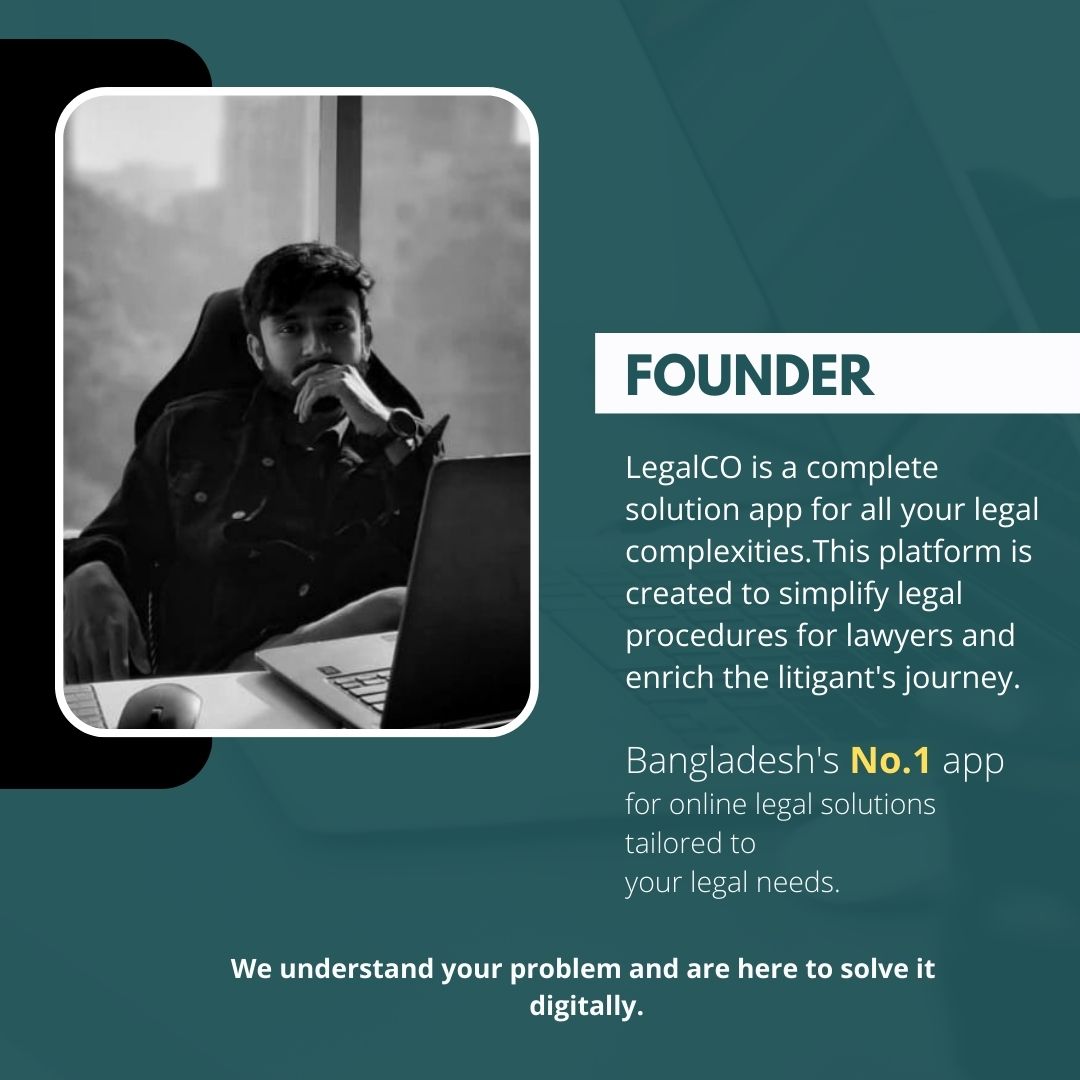 FOUNDER
LegalCO is a complete
solution app for all your legal
complexities.This platform is
created to simplify legal
procedures for lawyers and
enrich the litigant's journey.
Bangladesh's No.1 app
for online legal solutions
tailored to
your legal needs.
We understand your problem and are here to solve it
digitally.